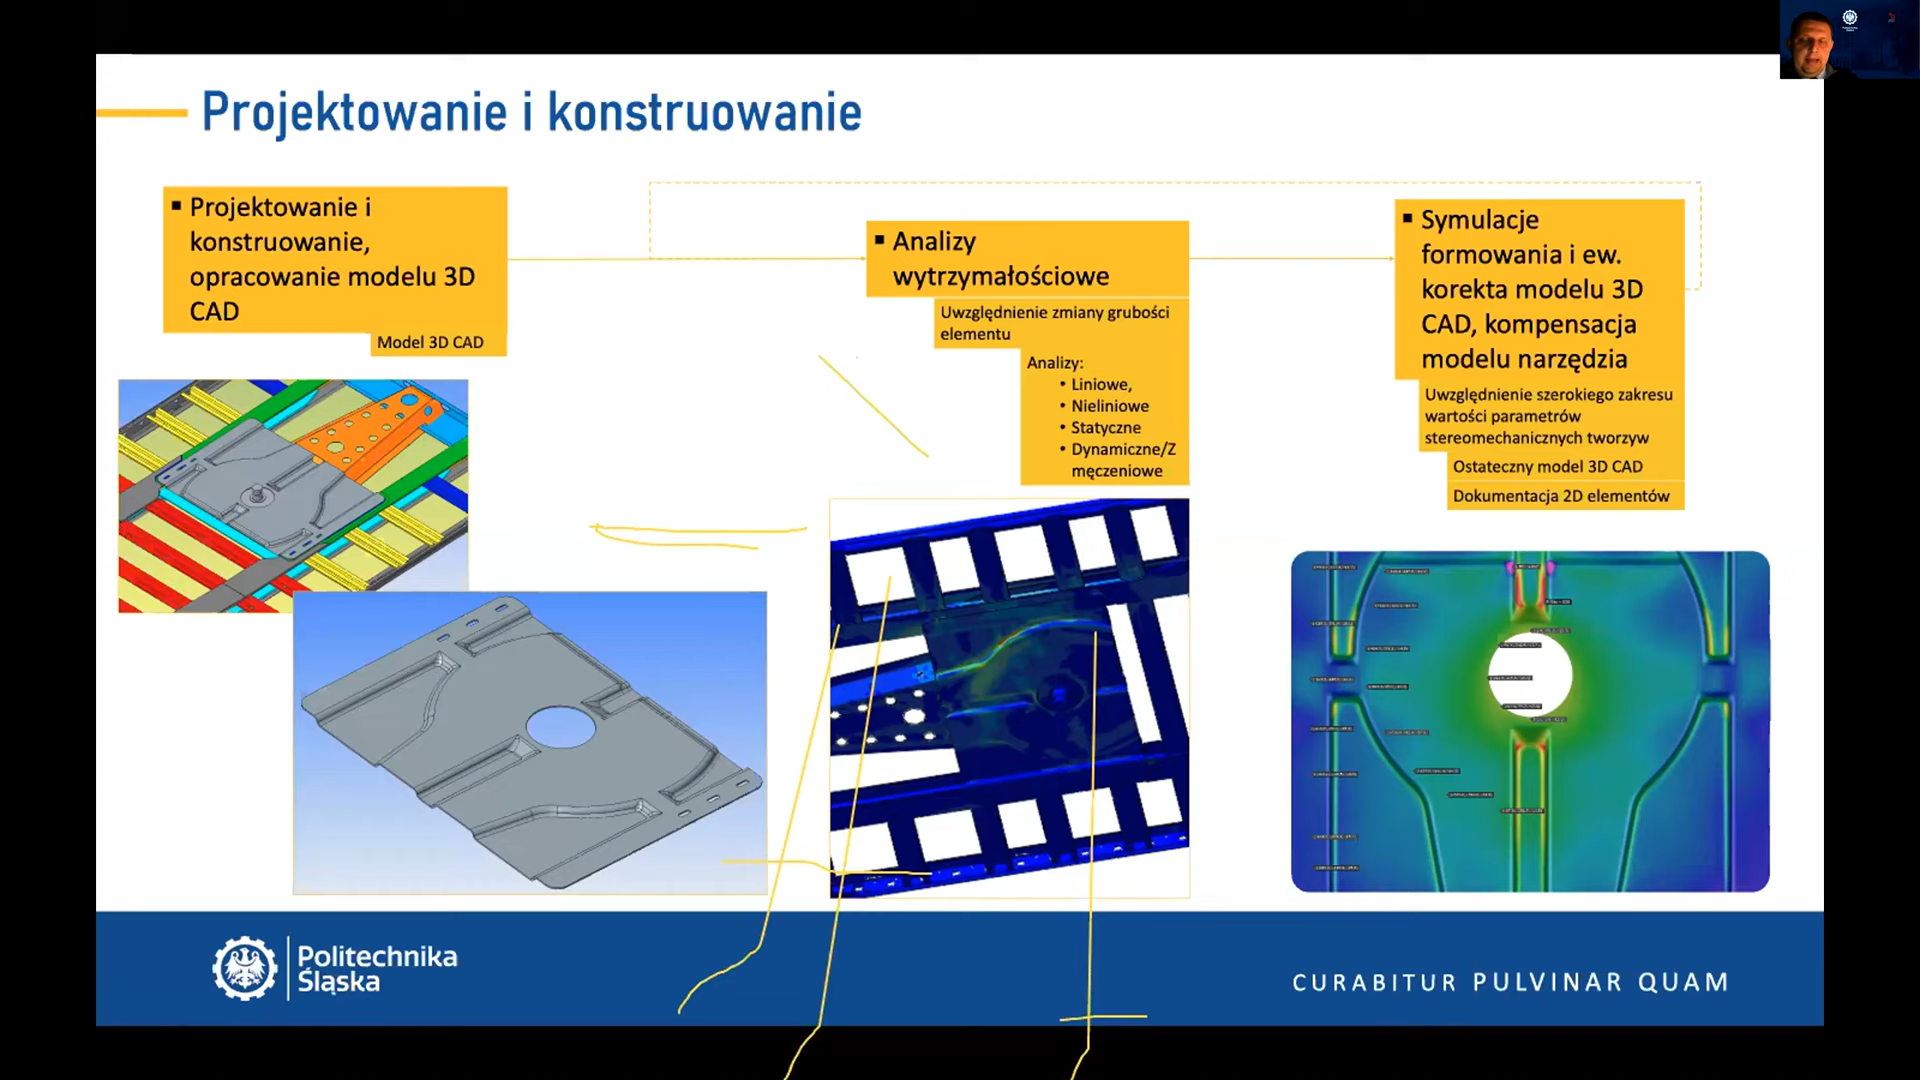 Projektowanie i konstruowanie
▪ Projektowanie i
konstruowanie,
opracowanie modelu 3D
CAD
Model 3D CAD
▪ Analizy
wytrzymałościowe
Uwzględnienie zmiany grubości
elementu
Analizy:
• Liniowe,
• Nieliniowe
• Statyczne
• Dynamiczne/Z
męczeniowe
▪ Symulacje
formowania i ew.
korekta modelu 3D
CAD, kompensacja
modelu narzędzia
Uwzględnienie szerokiego zakresu
wartości parametrów
stereomechanicznych tworzyw
Ostateczny model 3D CAD
Dokumentacja 2D elementów
Politechnika
Śląska
CURABITUR PULVINAR QUAM